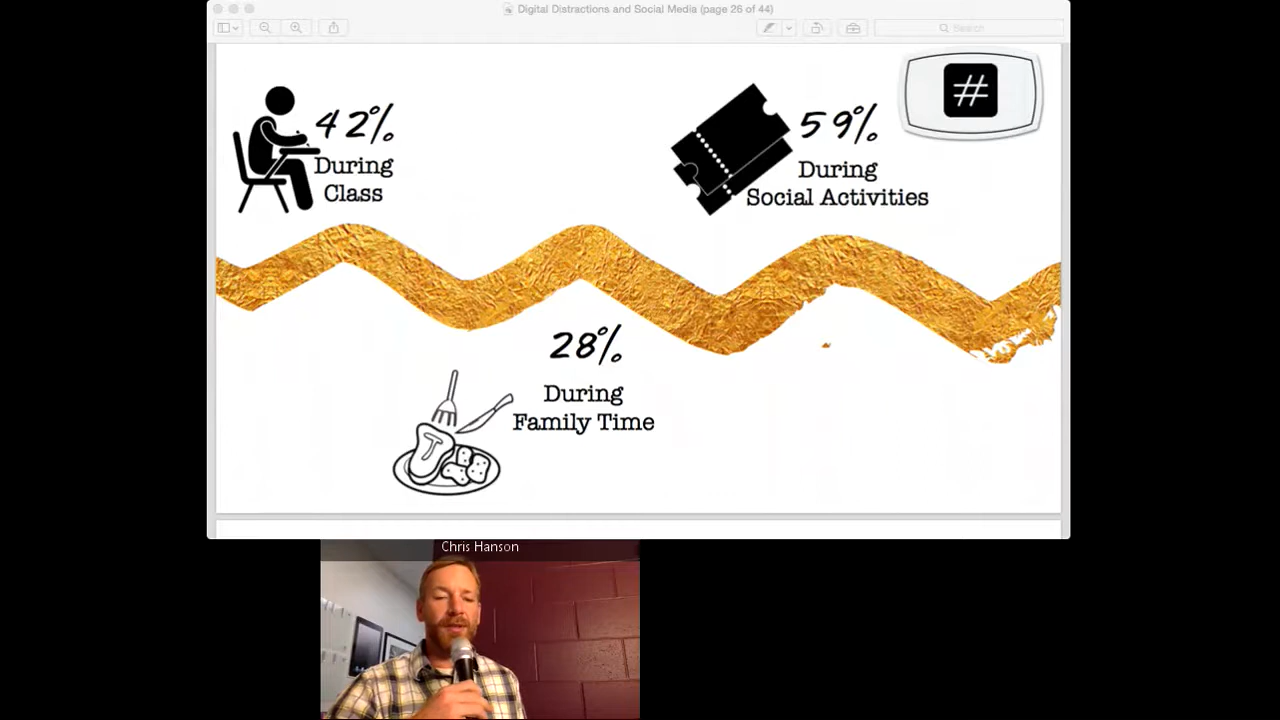 Digital Distractions and Social Media (page 26 of 44)
Search
#
42%
During
Class
59%
During
Social Activities
28%
During
Family Time
Chris Hanson